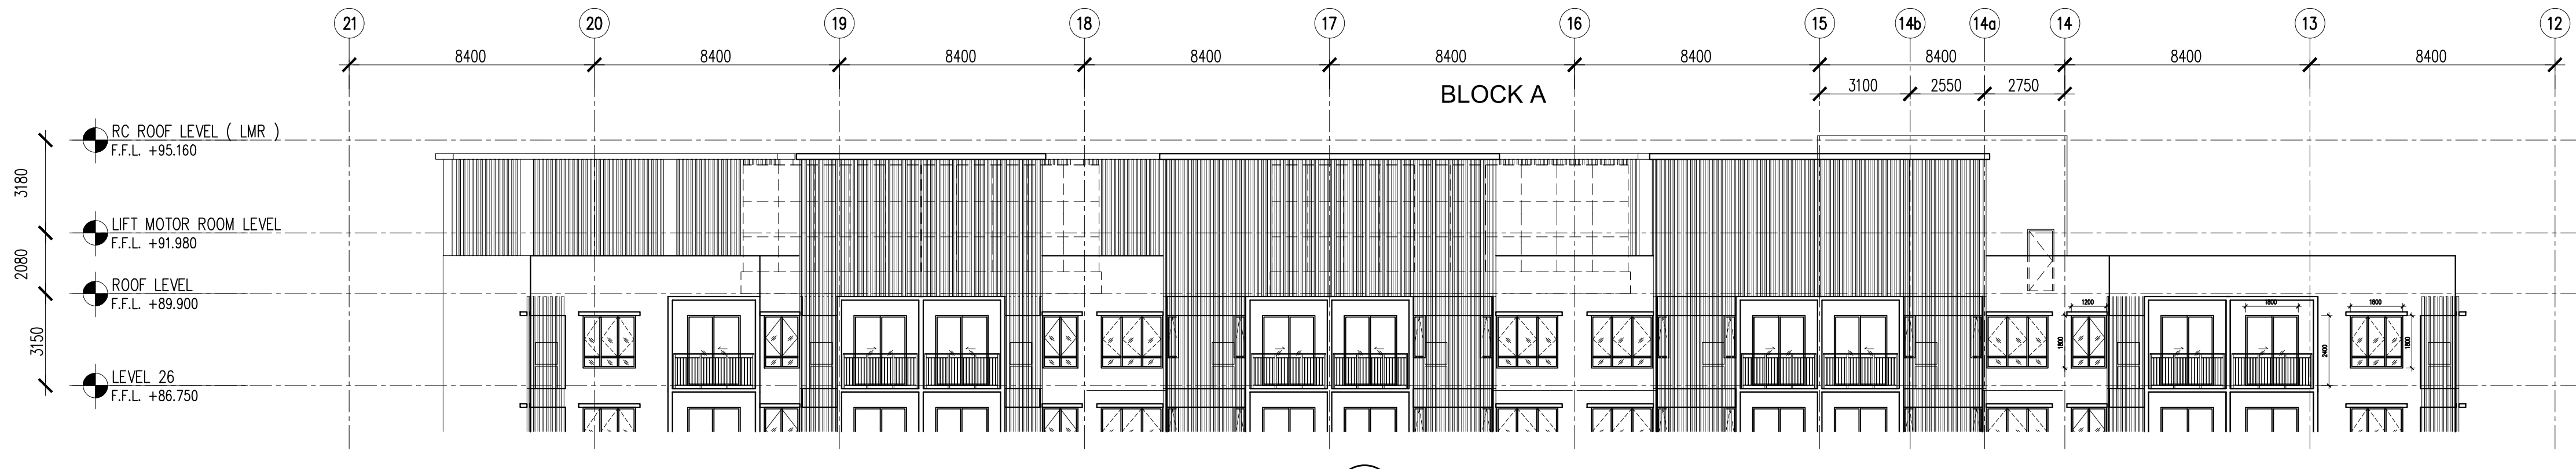 21 20 19 18 17 16 15 14b 14a 14 13 12
8400 8400 8400 8400 8400 8400 8400 8400 8400
3100 2550 2750
BLOCK A
RC ROOF LEVEL ( LMR )
F.F.L. +95.160
3180
LIFT MOTOR ROOM LEVEL
F.F.L. +91.980
2080
ROOF LEVEL
F.F.L. +89.900
3150
1200 1800 1800
1800 2400 1800
LEVEL 26
F.F.L. +86.750